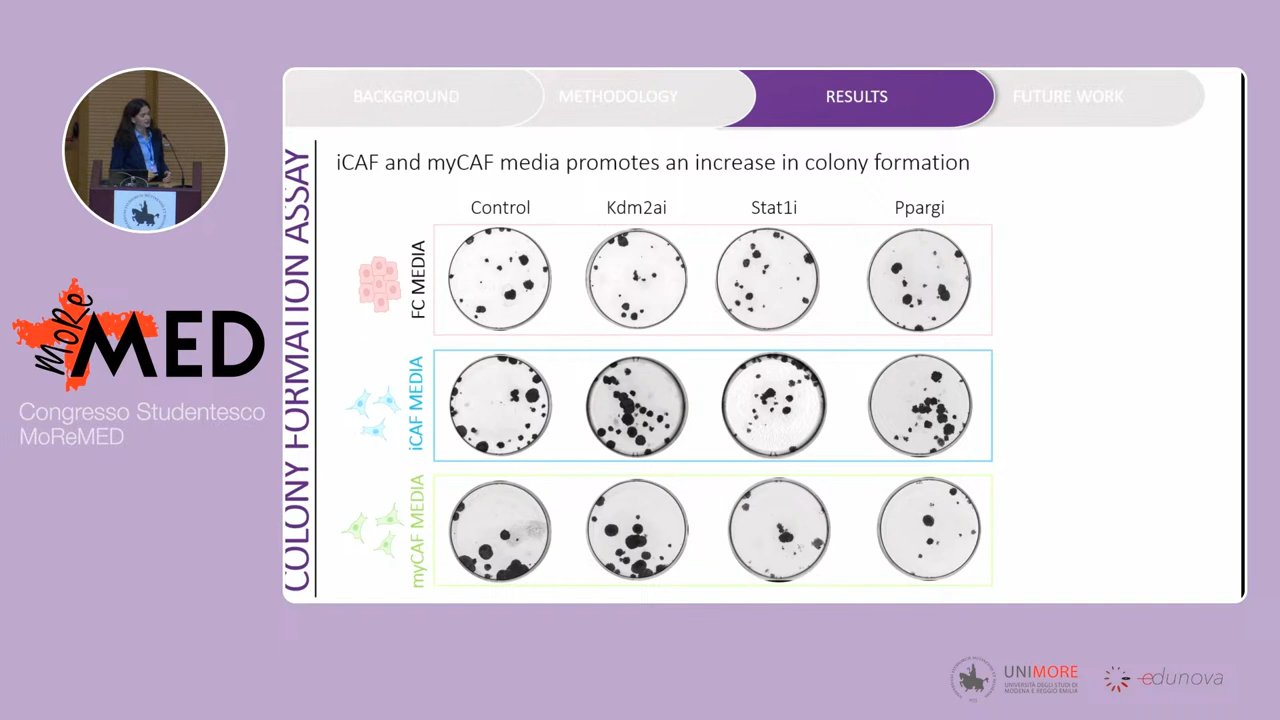 BACKGROUND
METHODOLOGY
RESULTS
FUTURE WORK
COLONY FORMATION ASSAY
iCAF and myCAF media promotes an increase in colony formation
Control
Kdm2ai
Stat1i
Ppargi
FC MEDIA
iCAF MEDIA
myCAF MEDIA
MoRe
MED
Congresso Studentesco
MoReMED
UNIMORE
UNIVERSITÀ DEGLI STUDI DI
MODENA E REGGIO EMILIA
edunova